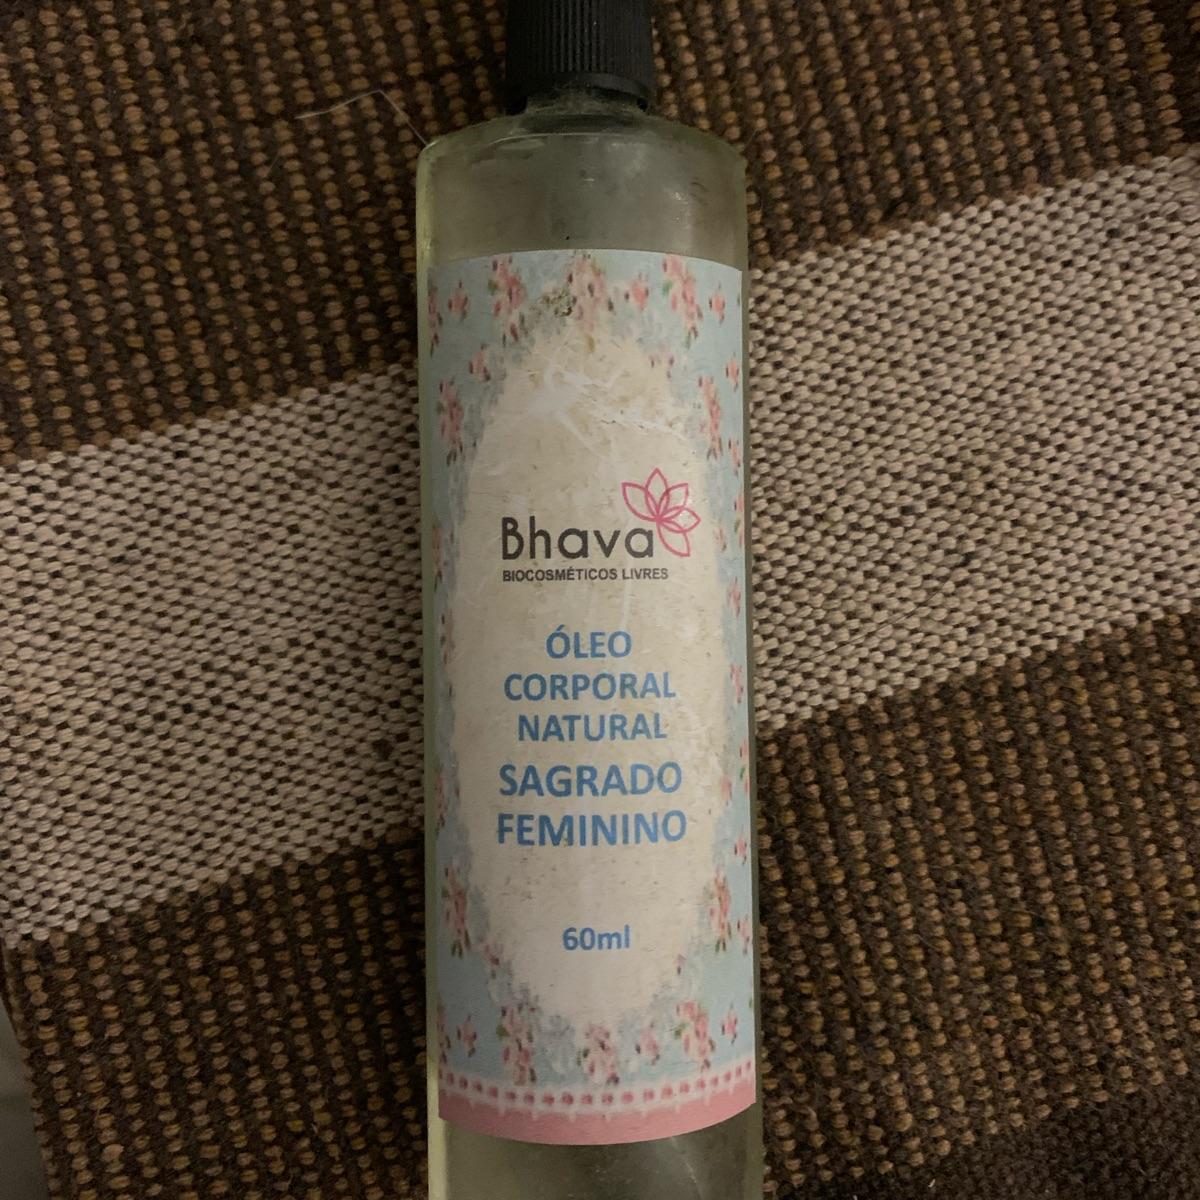 Bhava
BIOCOSMÉTICOS LIVRES
ÓLEO
CORPORAL
NATURAL
SAGRADO
FEMININO
60ml